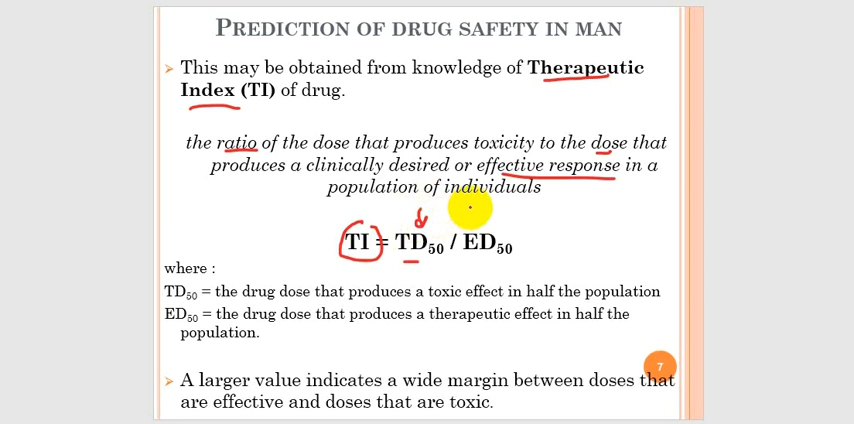 PREDICTION OF DRUG SAFETY IN MAN
➢ This may be obtained from knowledge of Therapeutic
Index (TI) of drug.
the ratio of the dose that produces toxicity to the dose that
produces a clinically desired or effective response in a
population of individuals
TI = TD50 / ED50
where :
TD50 = the drug dose that produces a toxic effect in half the population
ED50 = the drug dose that produces a therapeutic effect in half the
population.
7
➢ A larger value indicates a wide margin between doses that
are effective and doses that are toxic.